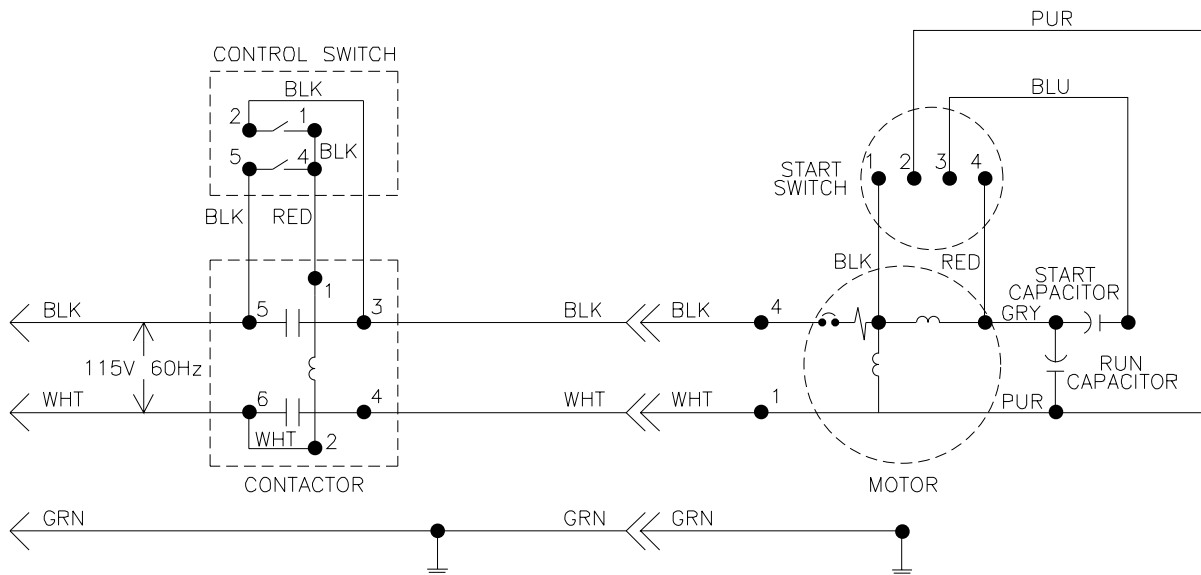 PUR
CONTROL SWITCH
BLK
BLU
2 1
BLK
5 4
START
SWITCH
1 2 3 4
BLK RED
BLK RED
START
CAPACITOR
1
BLK 5 3 BLK BLK 4 GRY
115V 60Hz
RUN
CAPACITOR
WHT 6 4 WHT WHT 1 PUR
WHT 2
CONTACTOR
MOTOR
GRN GRN GRN